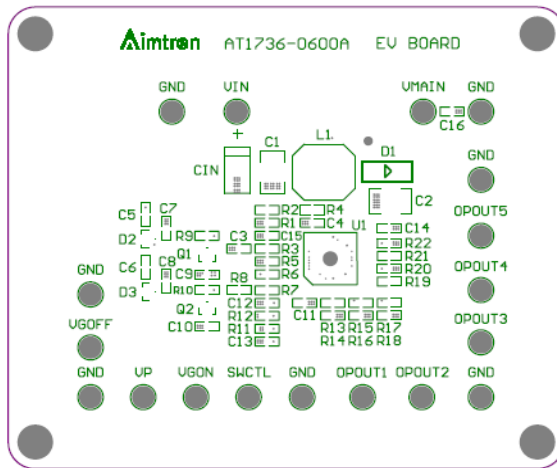 Aimtron AT1736-0600A EV BOARD
GND VIN VMAIN GND
C16
+
C1 L1 D1 GND
CIN
C2
C5 C7 R2 R4 OPOUT5
R1 C4 U1 C14
D2 R9 C3 C15 R22
Q1 R3 R21
C6 C8 R5 R20
GND C9 R6 R19 OPOUT4
D3 R10 R8 R7
VGOFF Q2 C12 C11 R13 R15 R17 OPOUT3
R12 R14 R16 R18
C10 R11
C13
GND VP VGON SWCTL GND OPOUT1 OPOUT2 GND